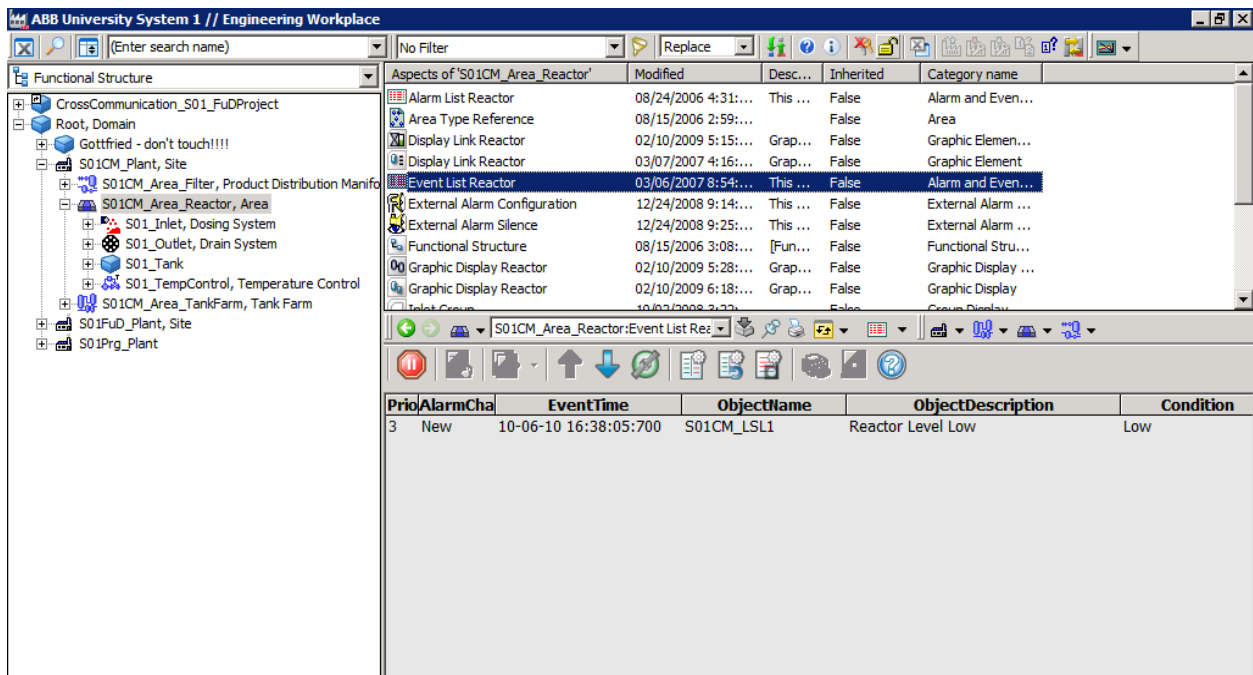 ABB University System 1 // Engineering Workplace
(Enter search name) No Filter Replace
Functional Structure
CrossCommunication_S01_FuDProject
Root, Domain
Gottfried - don't touch!!!!
S01CM_Plant, Site
S01CM_Area_Filter, Product Distribution Manifo
S01CM_Area_Reactor, Area
S01_Inlet, Dosing System
S01_Outlet, Drain System
S01_Tank
S01_TempControl, Temperature Control
S01CM_Area_TankFarm, Tank Farm
S01FuD_Plant, Site
S01Prg_Plant
Aspects of 'S01CM_Area_Reactor' Modified Desc... Inherited Category name
Alarm List Reactor 08/24/2006 4:31:... This ... False Alarm and Even...
Area Type Reference 08/15/2006 2:59:... False Area
Display Link Reactor 02/10/2009 5:15:... Grap... False Graphic Elemen...
Display Link Reactor 03/07/2007 4:16:... Grap... False Graphic Element
Event List Reactor 03/06/2007 8:54:... This ... False Alarm and Even...
External Alarm Configuration 12/24/2008 9:14:... This ... False External Alarm ...
External Alarm Silence 12/24/2008 9:25:... This ... False External Alarm ...
Functional Structure 08/15/2006 3:08:... [Fun... False Functional Stru...
Graphic Display Reactor 02/10/2009 5:28:... Grap... False Graphic Display ...
Graphic Display Reactor 02/10/2009 6:18:... Grap... False Graphic Display
Inlet Group 10/02/2008 3:22:... False Group Display
S01CM_Area_Reactor:Event List Rea
Prio AlarmCha EventTime ObjectName ObjectDescription Condition
3 New 10-06-10 16:38:05:700 S01CM_LSL1 Reactor Level Low Low